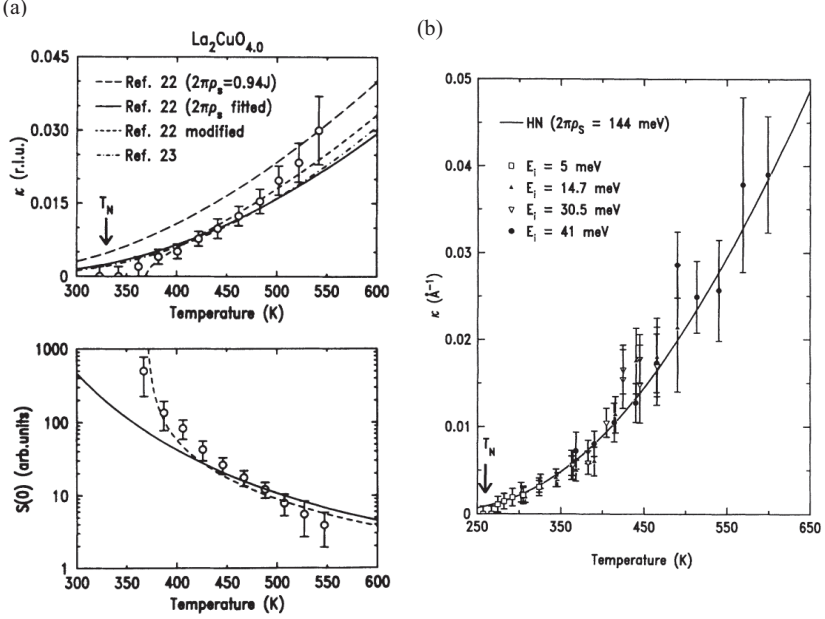 (a)
La2CuO4.0
0.045
0.030
0.015
0
κ (r.l.u.)
Ref. 22 (2πρs=0.94J)
Ref. 22 (2πρs fitted)
Ref. 22 modified
Ref. 23
TN
300 350 400 450 500 550 600
Temperature (K)
1000
100
10
1
S(0) (arb.units)
300 350 400 450 500 550 600
Temperature (K)
(b)
0.05
0.04
0.03
0.02
0.01
0
κ (Å⁻¹)
HN (2πρS = 144 meV)
Ei = 5 meV
Ei = 14.7 meV
Ei = 30.5 meV
Ei = 41 meV
TN
250 300 350 400 450 500 550 600 650
Temperature (K)